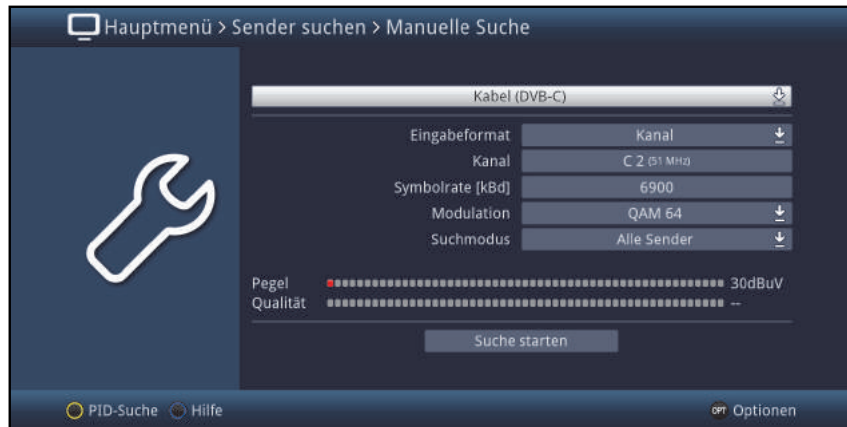 Hauptmenü > Sender suchen > Manuelle Suche
Kabel (DVB-C)
Eingabeformat Kanal
Kanal C 2 (51 MHz)
Symbolrate [kBd] 6900
Modulation QAM 64
Suchmodus Alle Sender
Pegel 30dBuV
Qualität --
Suche starten
PID-Suche Hilfe OPT Optionen